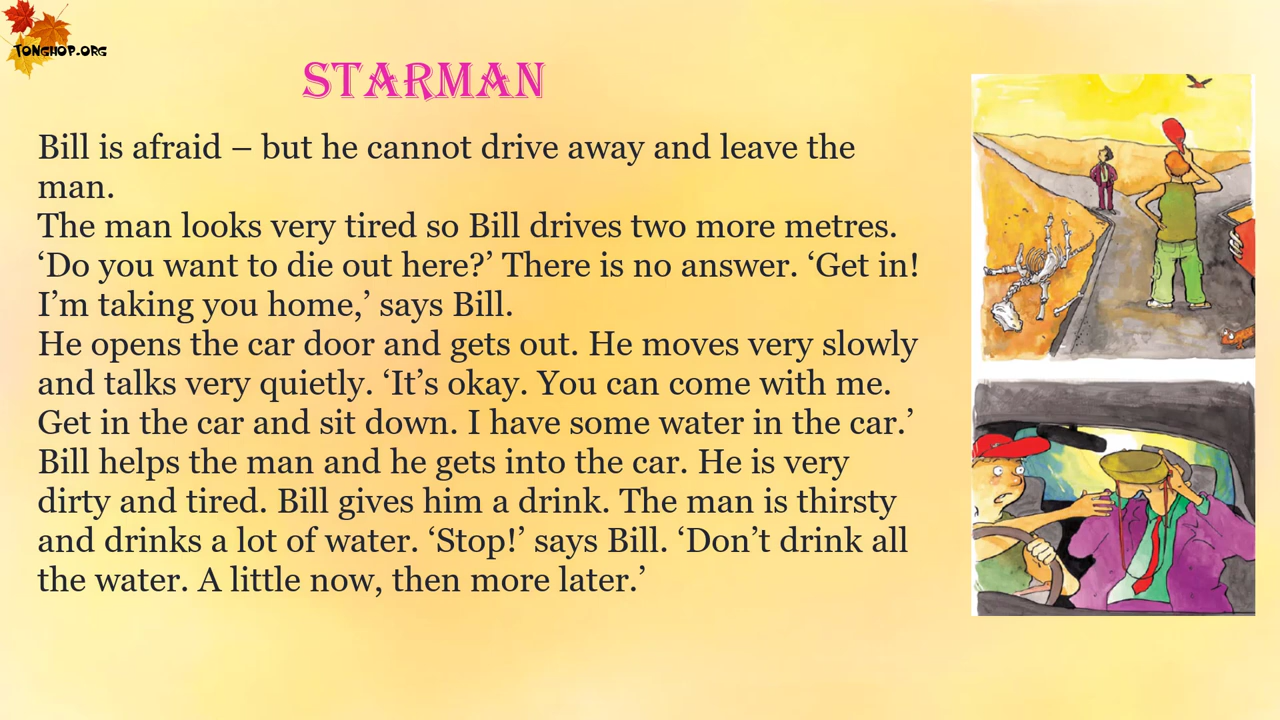 TONGHOP.ORG
STARMAN
Bill is afraid – but he cannot drive away and leave the
man.
The man looks very tired so Bill drives two more metres.
‘Do you want to die out here?’ There is no answer. ‘Get in!
I’m taking you home,’ says Bill.
He opens the car door and gets out. He moves very slowly
and talks very quietly. ‘It’s okay. You can come with me.
Get in the car and sit down. I have some water in the car.’
Bill helps the man and he gets into the car. He is very
dirty and tired. Bill gives him a drink. The man is thirsty
and drinks a lot of water. ‘Stop!’ says Bill. ‘Don’t drink all
the water. A little now, then more later.’